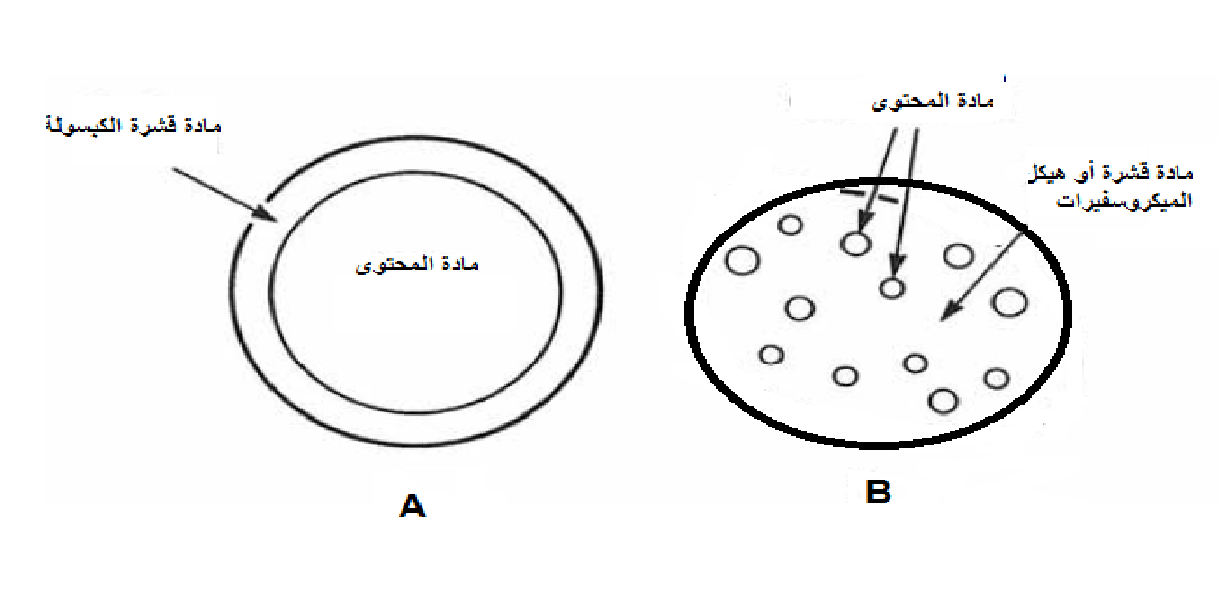 مادة قشرة الكبسولة
مادة المحتوى
A
مادة المحتوى
مادة قشرة أو هيكل
الميكروسفيرات
B